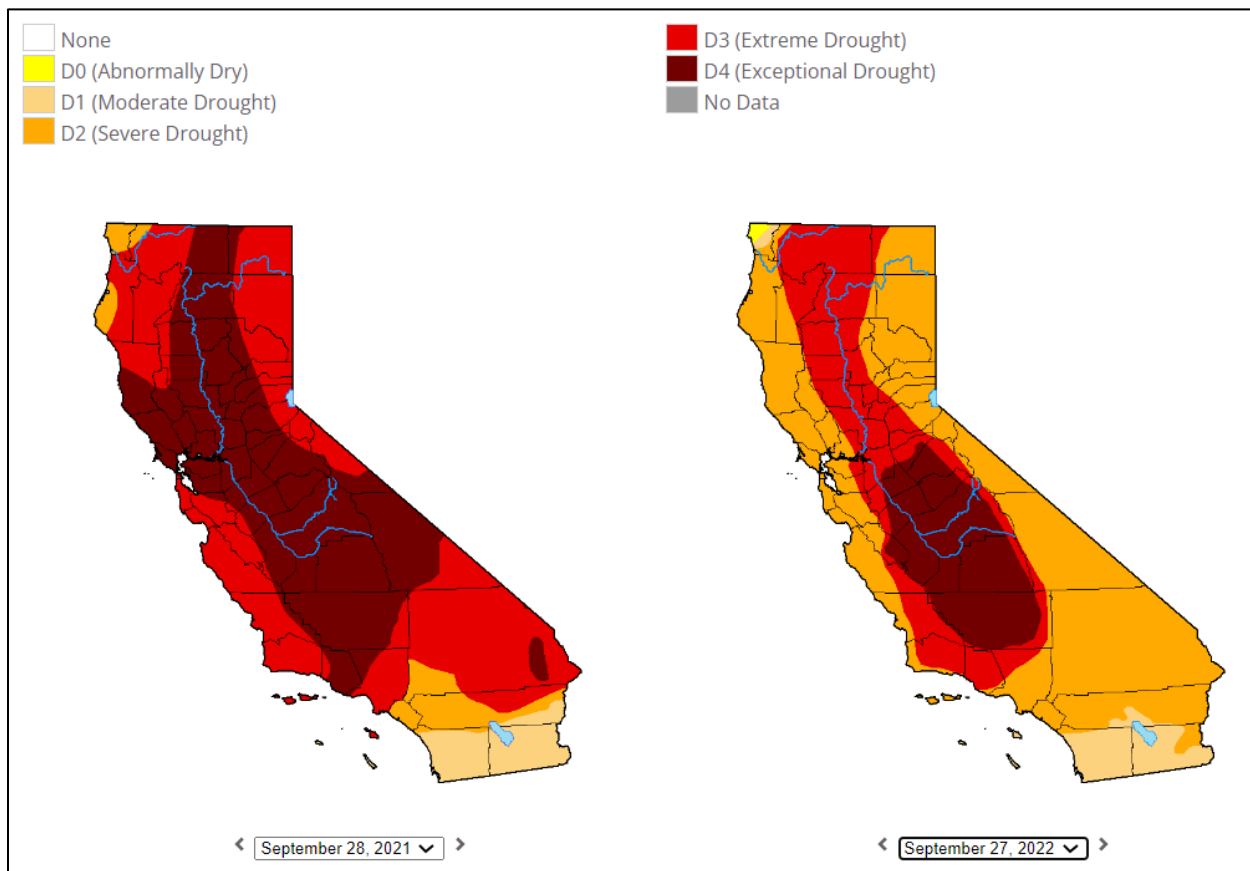 None
D0 (Abnormally Dry)
D1 (Moderate Drought)
D2 (Severe Drought)
D3 (Extreme Drought)
D4 (Exceptional Drought)
No Data
September 28, 2021
September 27, 2022